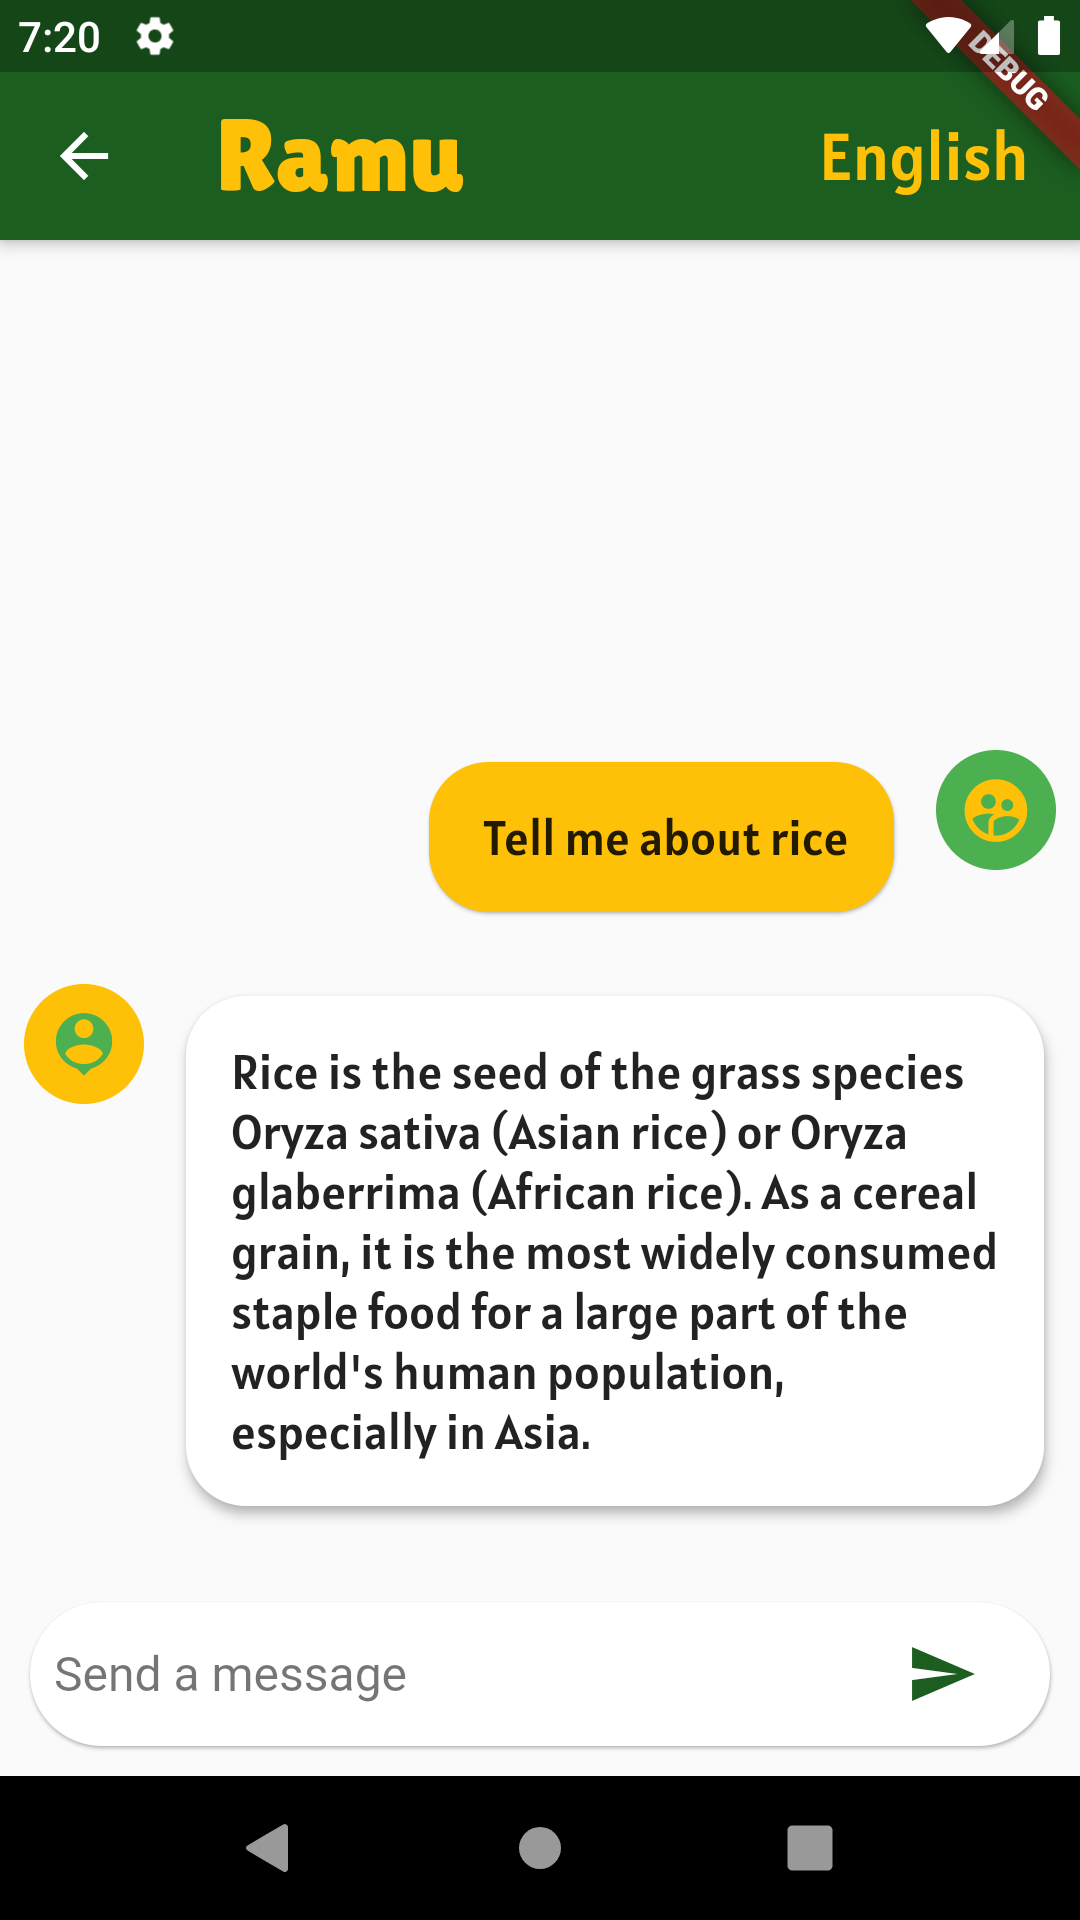 7:20
DEBUG
Ramu
English
Tell me about rice
Rice is the seed of the grass species
Oryza sativa (Asian rice) or Oryza
glaberrima (African rice). As a cereal
grain, it is the most widely consumed
staple food for a large part of the
world's human population,
especially in Asia.
Send a message